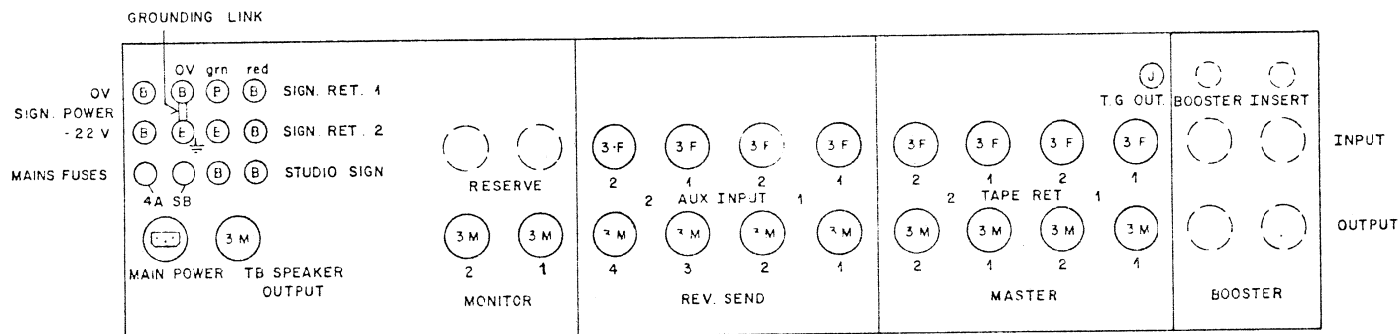 GROUNDING LINK
OV grn red
OV B B P B SIGN. RET. 1
SIGN. POWER
-22 V B E E B SIGN. RET. 2
MAINS FUSES B B STUDIO SIGN
4A SB
MAIN POWER
3 M
TB SPEAKER
OUTPUT
RESERVE
3 M 3 M
2 1
MONITOR
3·F 3 F 3 F 3 F
2 1 2 1
2 AUX INPUT 1
3 M 3 M 3 M 3 M
4 3 2 1
REV. SEND
J
T.G OUT.
3 F 3 F 3 F 3 F
2 1 2 1
2 TAPE RET 1
3 M 3 M 3 M 3 M
2 1 2 1
MASTER
BOOSTER INSERT
BOOSTER
INPUT
OUTPUT